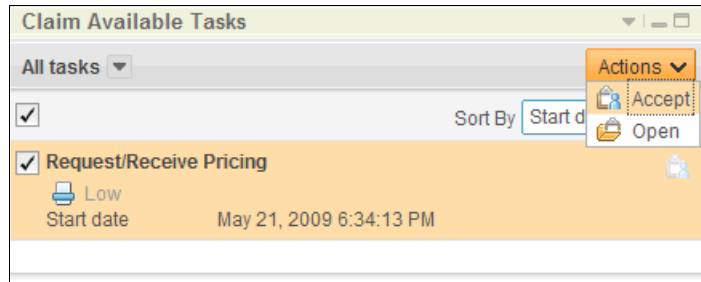 Claim Available Tasks
All tasks Actions
Accept
Sort By Start d
Open
Request/Receive Pricing
Low
Start date May 21, 2009 6:34:13 PM